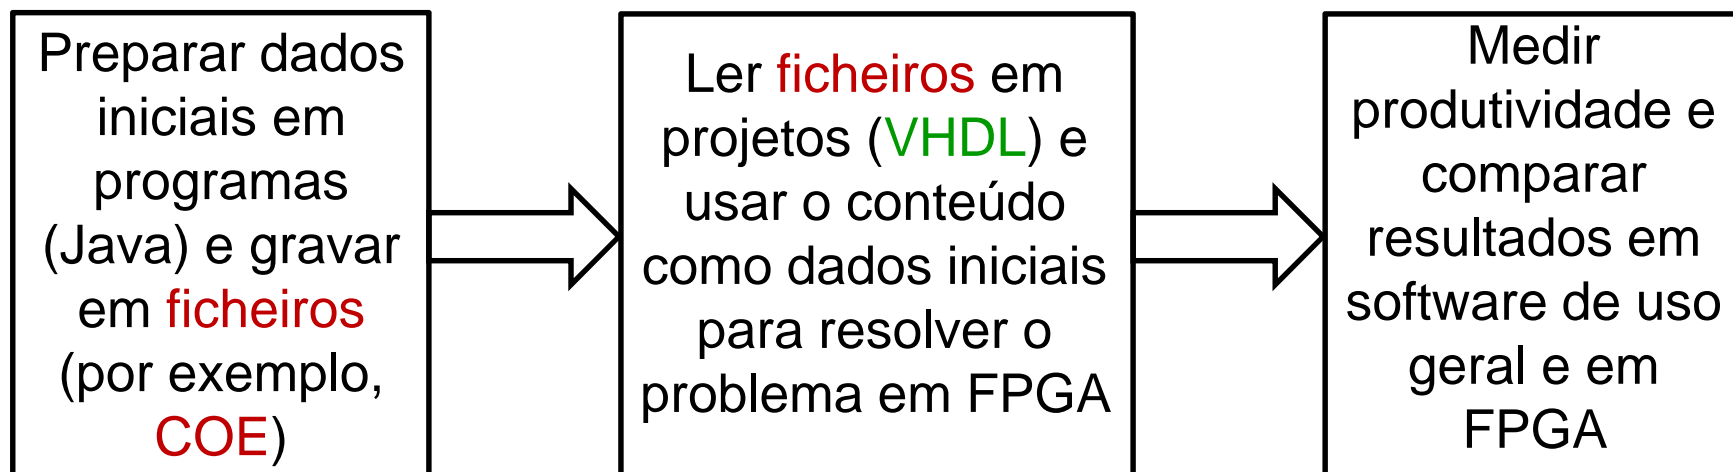 Preparar dados
iniciais em
programas
(Java) e gravar
em ficheiros
(por exemplo,
COE)
Ler ficheiros em
projetos (VHDL) e
usar o conteúdo
como dados iniciais
para resolver o
problema em FPGA
Medir
produtividade e
comparar
resultados em
software de uso
geral e em
FPGA